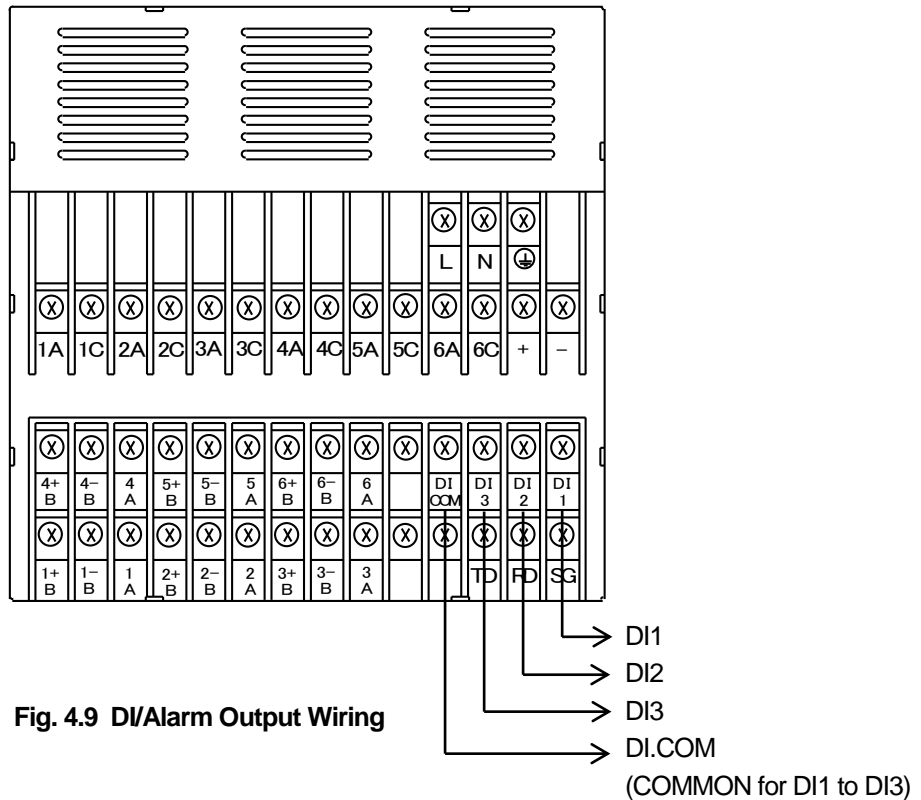 L N
1A 1C 2A 2C 3A 3C 4A 4C 5A 5C 6A 6C + −
4+ 4− 4 5+ 5− 5 6+ 6− 6 DI DI DI DI
B B A B B A B B A COM 3 2 1
1+ 1− 1 2+ 2− 2 3+ 3− 3 TD RD SG
B B A B B A B B A
DI1
DI2
DI3
DI.COM
(COMMON for DI1 to DI3)
Fig. 4.9 DI/Alarm Output Wiring